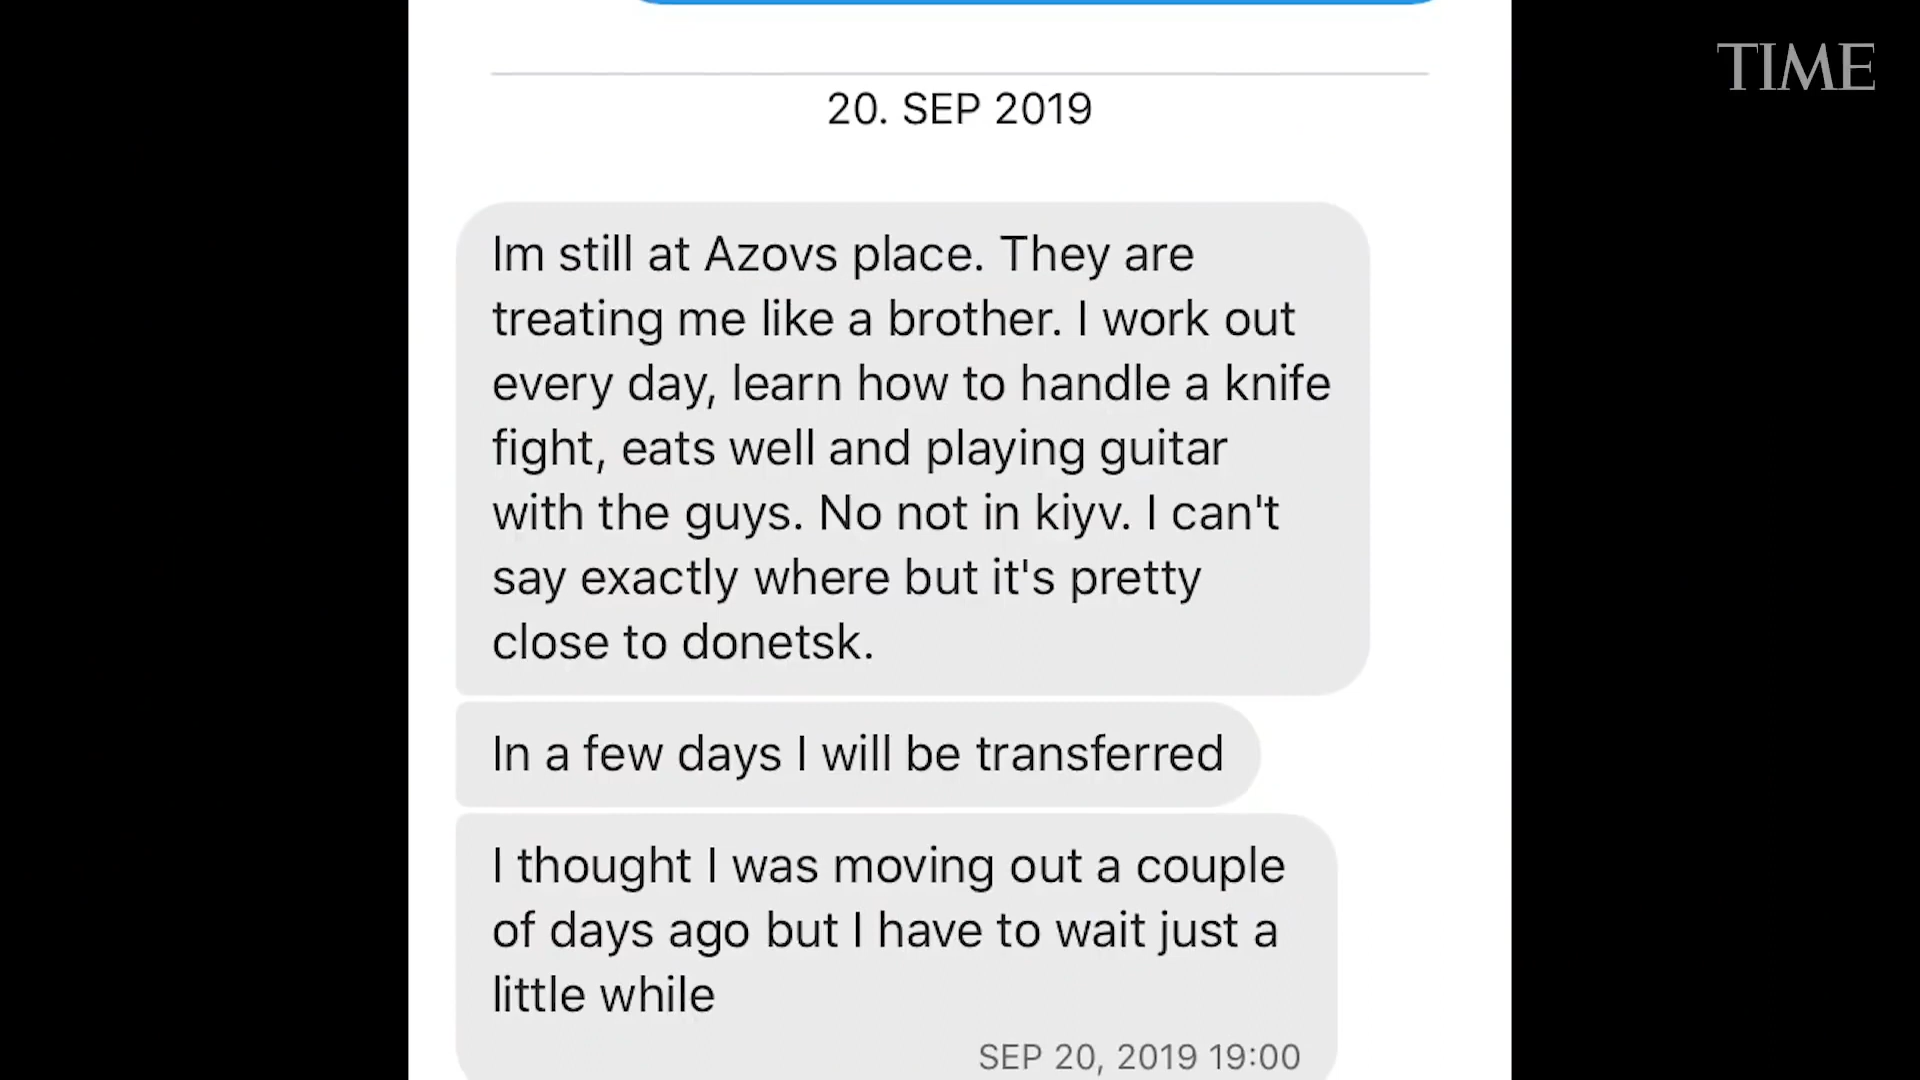 TIME
20. SEP 2019
Im still at Azovs place. They are
treating me like a brother. I work out
every day, learn how to handle a knife
fight, eats well and playing guitar
with the guys. No not in kiyv. I can't
say exactly where but it's pretty
close to donetsk.
In a few days I will be transferred
I thought I was moving out a couple
of days ago but I have to wait just a
little while
SEP 20, 2019 19:00